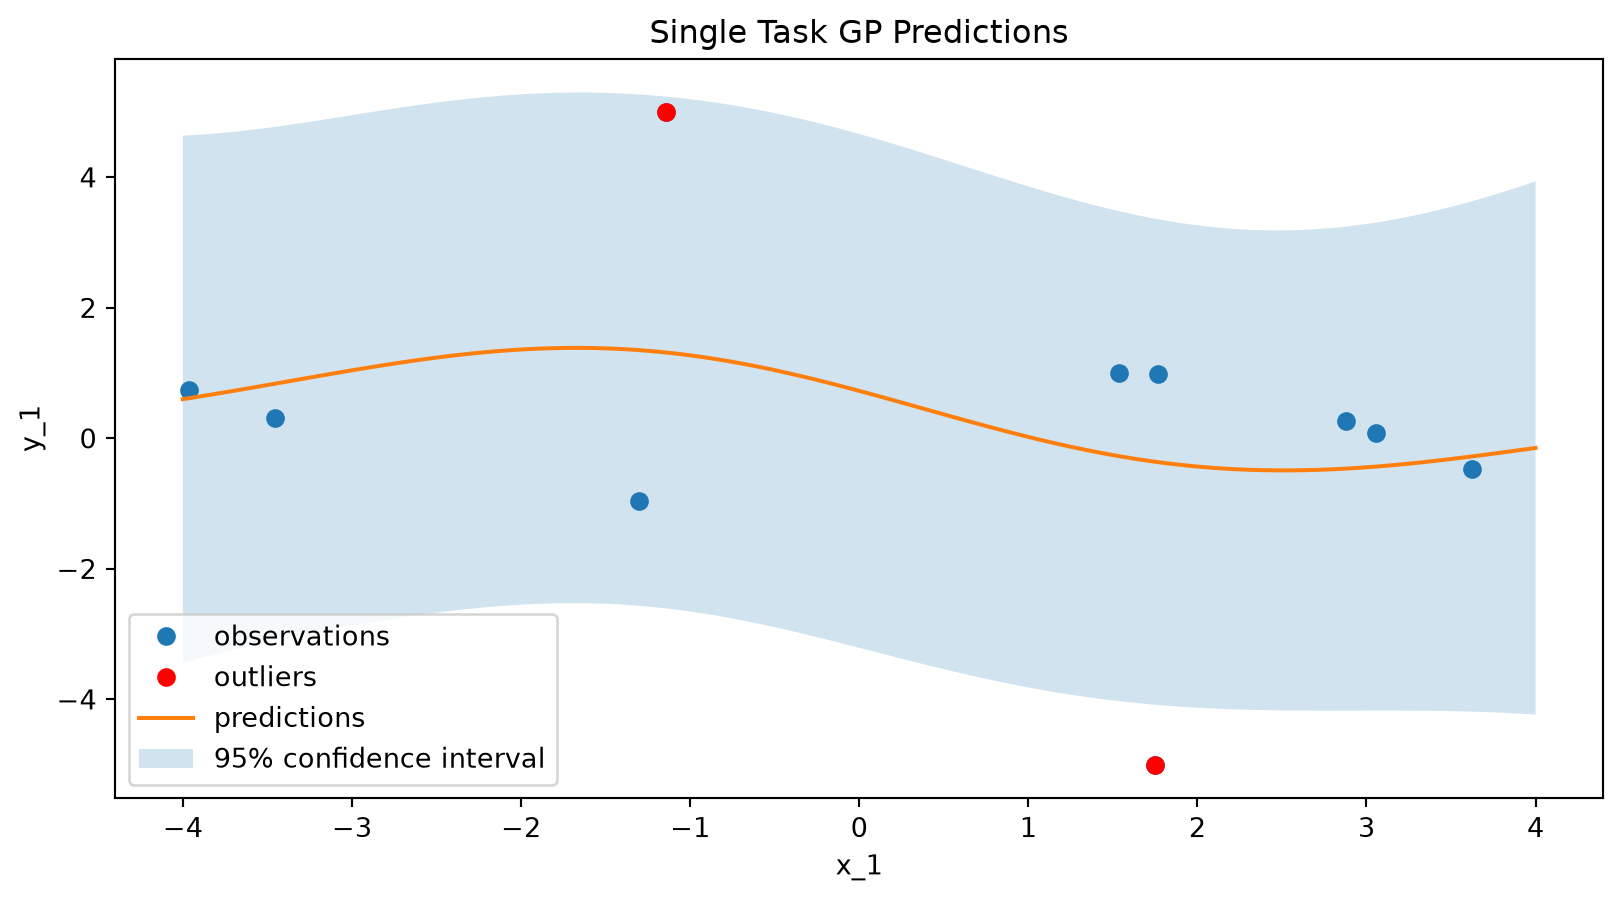 Single Task GP Predictions
y_1
4
2
0
−2
−4
observations
outliers
predictions
95% confidence interval
−4 −3 −2 −1 0 1 2 3 4
x_1